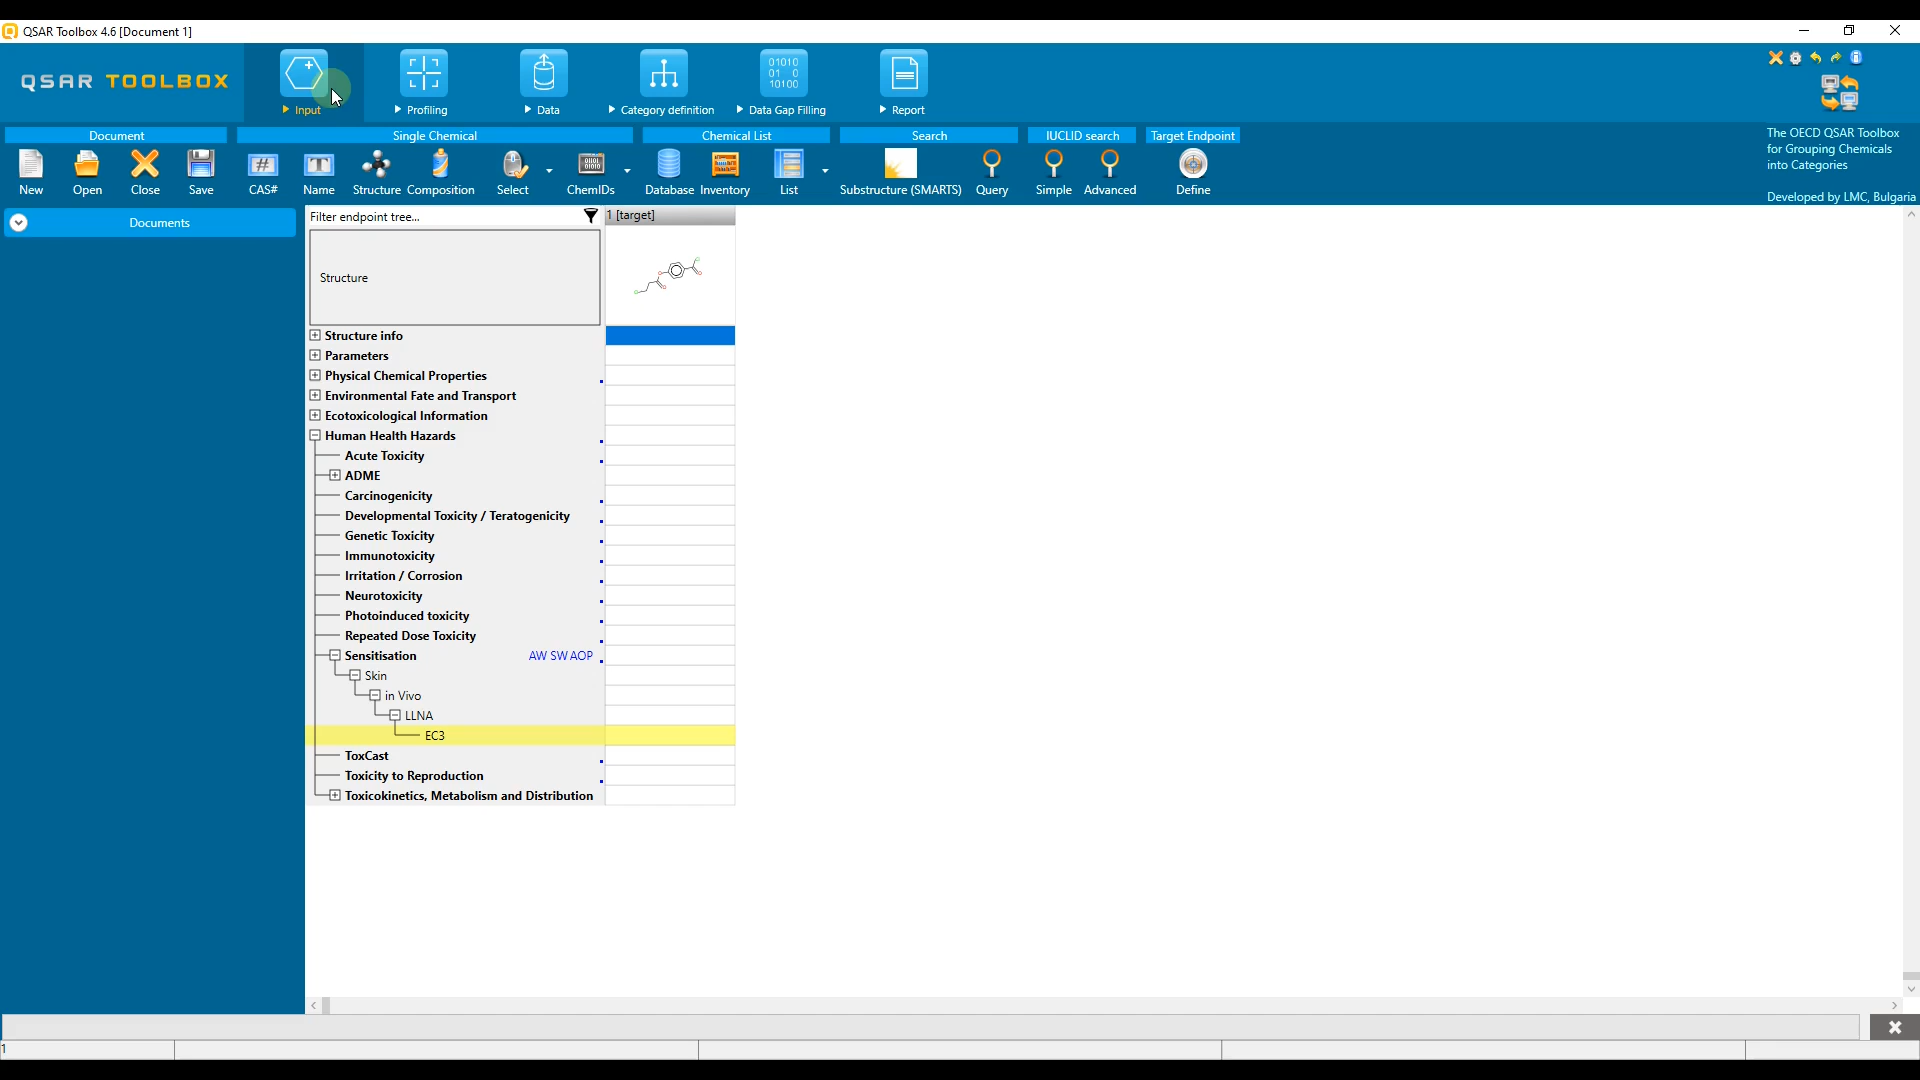 QSAR Toolbox 4.6 [Document 1]
QSAR TOOLBOX
Input
Profiling
Data
Category definition
Data Gap Filling
Report
01010
01 0
10100
Document
Single Chemical
Chemical List
Search
IUCLID search
Target Endpoint
The OECD QSAR Toolbox
for Grouping Chemicals
into Categories
Developed by LMC, Bulgaria
New
Open
Close
Save
CAS#
Name
Structure
Composition
Select
ChemIDs
Database
Inventory
List
Substructure (SMARTS)
Query
Simple
Advanced
Define
Documents
Filter endpoint tree...
1 [target]
Structure
Structure info
Parameters
Physical Chemical Properties
Environmental Fate and Transport
Ecotoxicological Information
Human Health Hazards
Acute Toxicity
ADME
Carcinogenicity
Developmental Toxicity / Teratogenicity
Genetic Toxicity
Immunotoxicity
Irritation / Corrosion
Neurotoxicity
Photoinduced toxicity
Repeated Dose Toxicity
Sensitisation AW SW AOP
Skin
in Vivo
LLNA
EC3
ToxCast
Toxicity to Reproduction
Toxicokinetics, Metabolism and Distribution
1